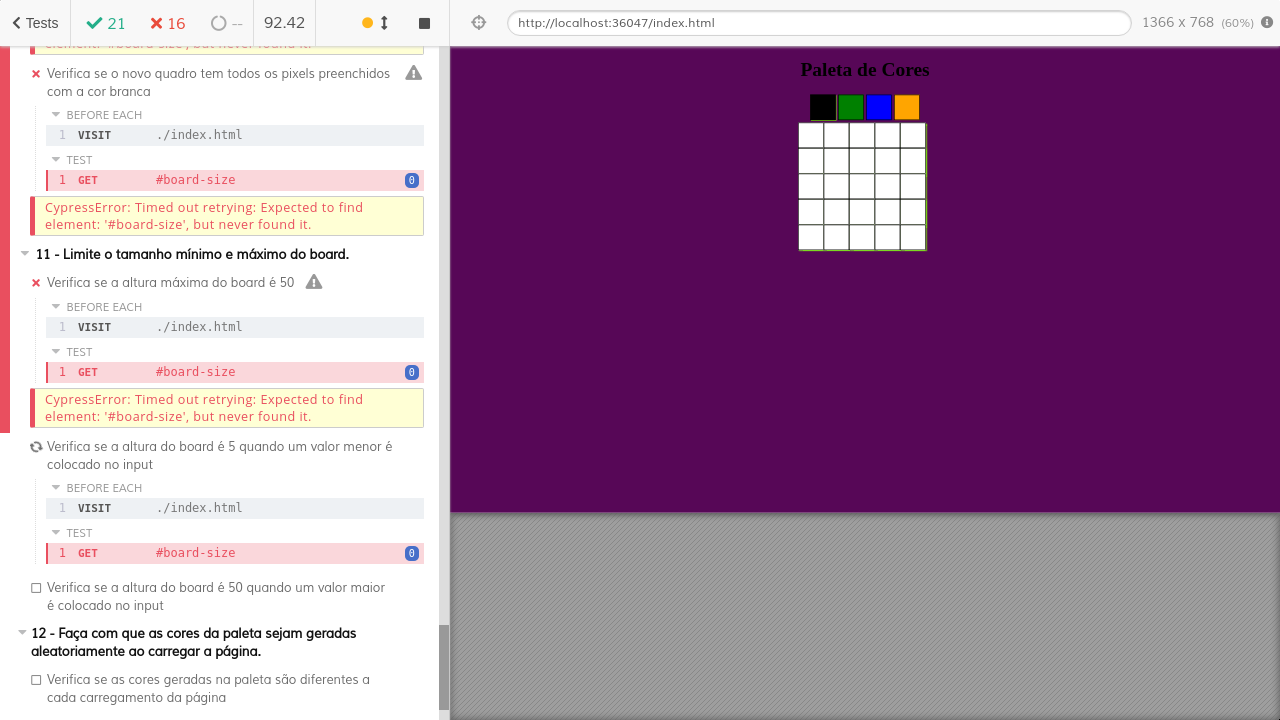 Tests
21
16
--
92.42
http://localhost:36047/index.html
1366 x 768 (60%)
element: '#board-size', but never found it.
Verifica se o novo quadro tem todos os pixels preenchidos
com a cor branca
BEFORE EACH
1 VISIT ./index.html
TEST
1 GET #board-size 0
CypressError: Timed out retrying: Expected to find
element: '#board-size', but never found it.
11 - Limite o tamanho mínimo e máximo do board.
Verifica se a altura máxima do board é 50
BEFORE EACH
1 VISIT ./index.html
TEST
1 GET #board-size 0
CypressError: Timed out retrying: Expected to find
element: '#board-size', but never found it.
Verifica se a altura do board é 5 quando um valor menor é
colocado no input
BEFORE EACH
1 VISIT ./index.html
TEST
1 GET #board-size 0
Verifica se a altura do board é 50 quando um valor maior
é colocado no input
12 - Faça com que as cores da paleta sejam geradas
aleatoriamente ao carregar a página.
Verifica se as cores geradas na paleta são diferentes a
cada carregamento da página
Paleta de Cores